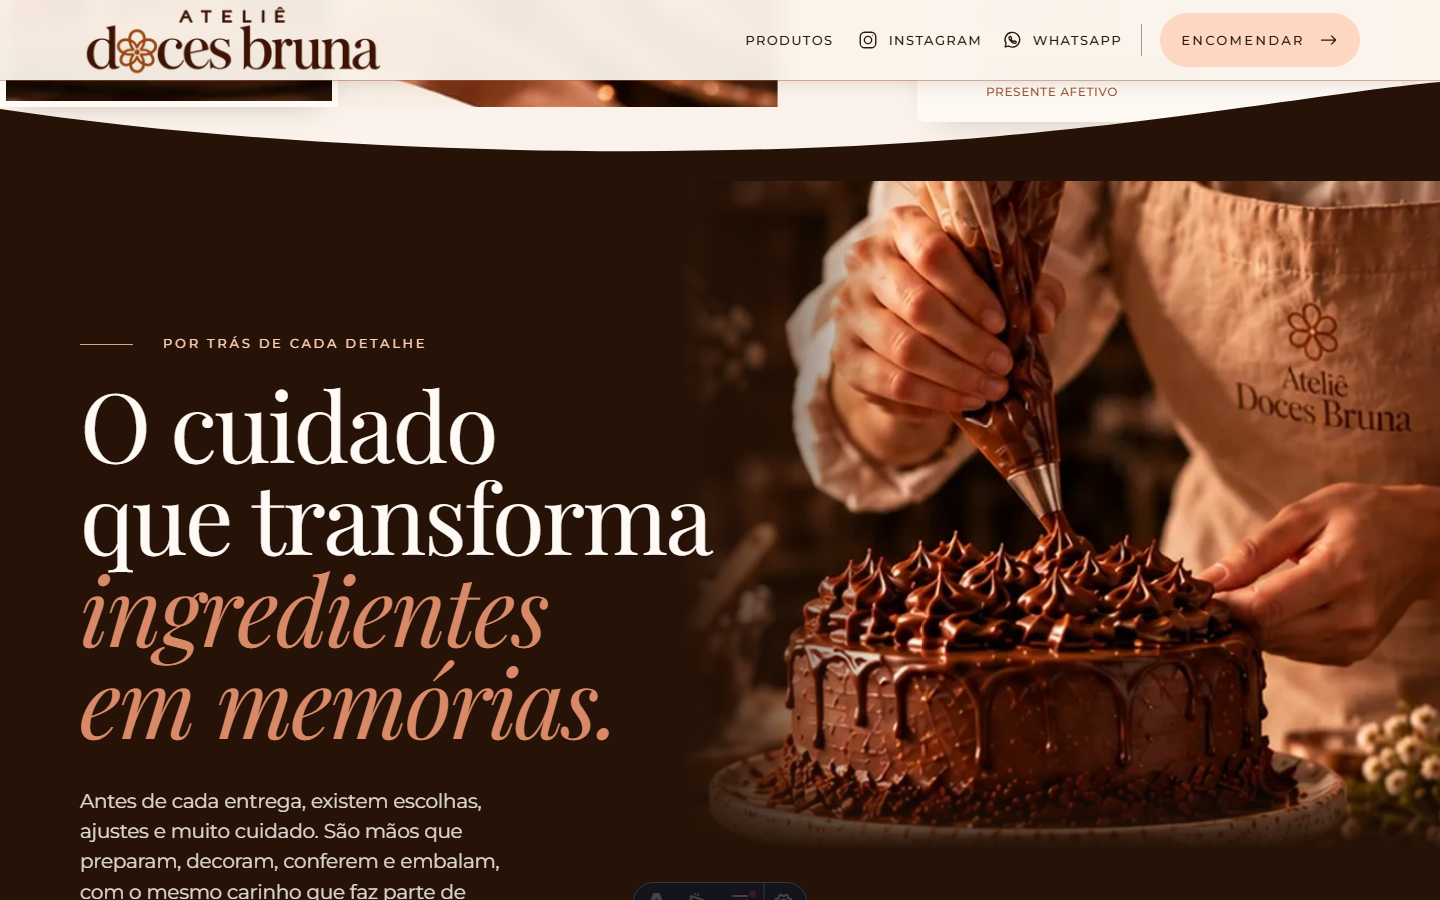 ATELIÊ
doces bruna
PRODUTOS
INSTAGRAM
WHATSAPP
ENCOMENDAR
PRESENTE AFETIVO
POR TRÁS DE CADA DETALHE
O cuidado
que transforma
ingredientes
em memórias.
Ateliê
Doces Bruna
Antes de cada entrega, existem escolhas,
ajustes e muito cuidado. São mãos que
preparam, decoram, conferem e embalam,
com o mesmo carinho que faz parte de